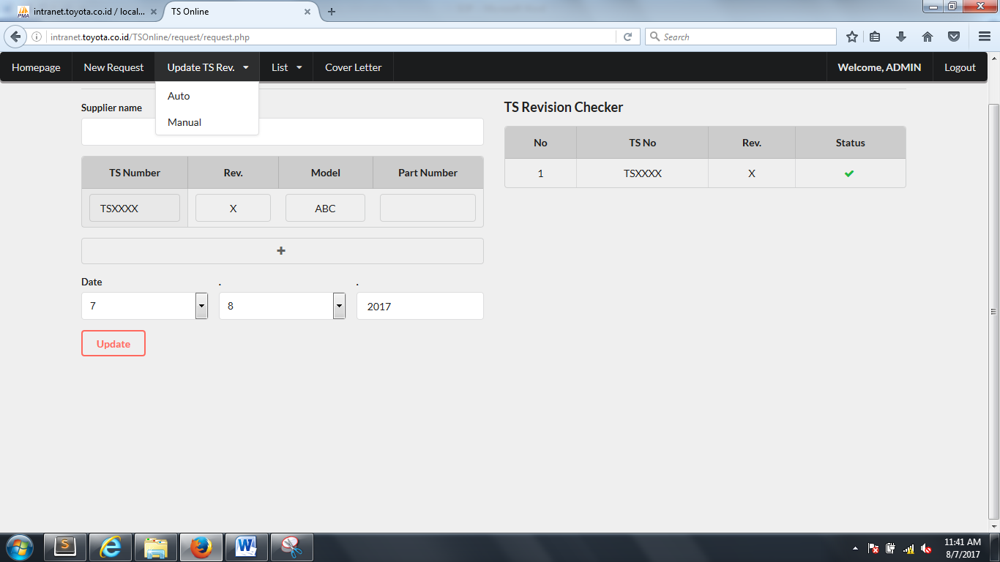 intranet.toyota.co.id / local...
TS Online
intranet.toyota.co.id/TSOnline/request/request.php
Search
Homepage
New Request
Update TS Rev.
List
Cover Letter
Welcome, ADMIN
Logout
Auto
Manual
Supplier name
TS Number Rev. Model Part Number
TSXXXX X ABC
+
Date . .
7 8 2017
Update
TS Revision Checker
No TS No Rev. Status
1 TSXXXX X
11:41 AM
8/7/2017